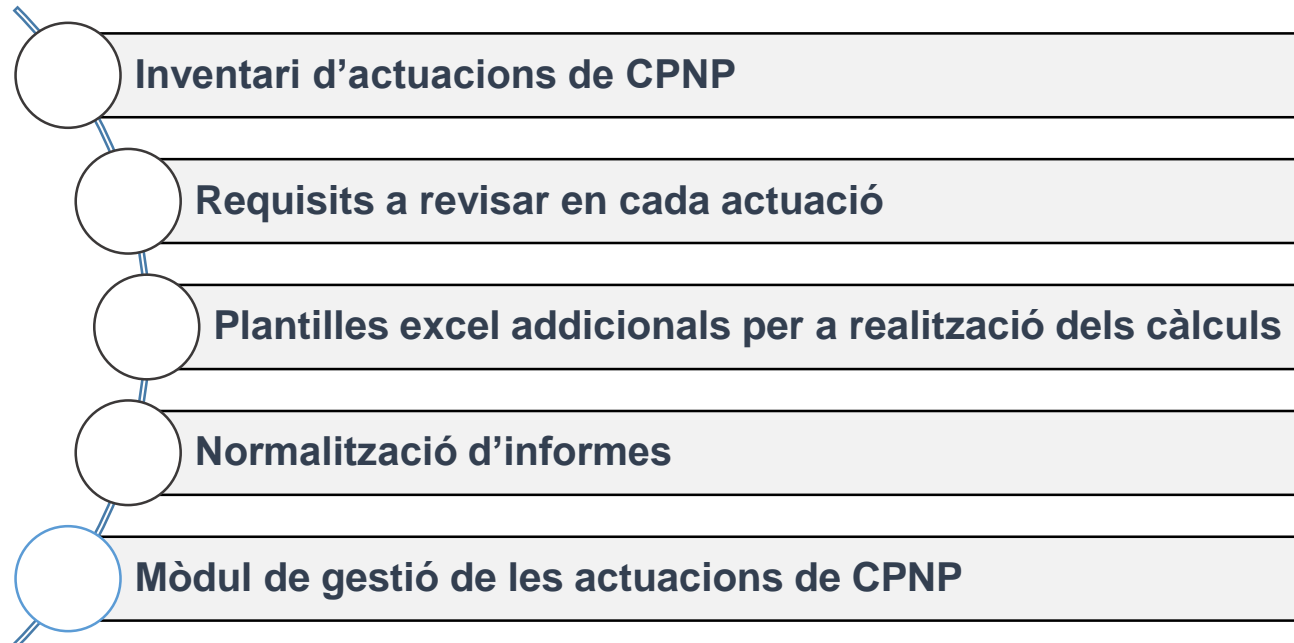 Inventari d’actuacions de CPNP
Requisits a revisar en cada actuació
Plantilles excel addicionals per a realització dels càlculs
Normalització d’informes
Mòdul de gestió de les actuacions de CPNP